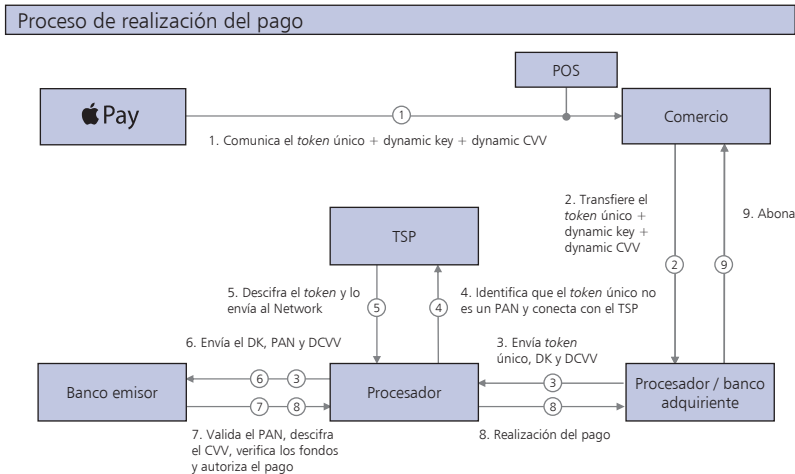 Proceso de realización del pago
POS
Pay
1
Comercio
1. Comunica el token único + dynamic key + dynamic CVV
2. Transfiere el
token único +
dynamic key +
dynamic CVV
9. Abona
TSP
2
9
5. Descifra el token y lo
envía al Network
5
4
4. Identifica que el token único no
es un PAN y conecta con el TSP
6. Envía el DK, PAN y DCVV
3. Envía token
único, DK y DCVV
Banco emisor
6
3
Procesador
3
Procesador / banco
adquiriente
7
8
8
7. Valida el PAN, descifra
el CVV, verifica los fondos
y autoriza el pago
8. Realización del pago